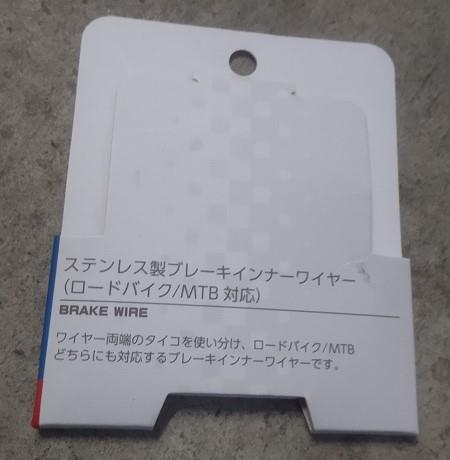 ステンレス製ブレーキインナーワイヤー
(ロードバイク/MTB 対応)
BRAKE WIRE
ワイヤー両端のタイコを使い分け、ロードバイク/MTB
どちらにも対応するブレーキインナーワイヤーです。